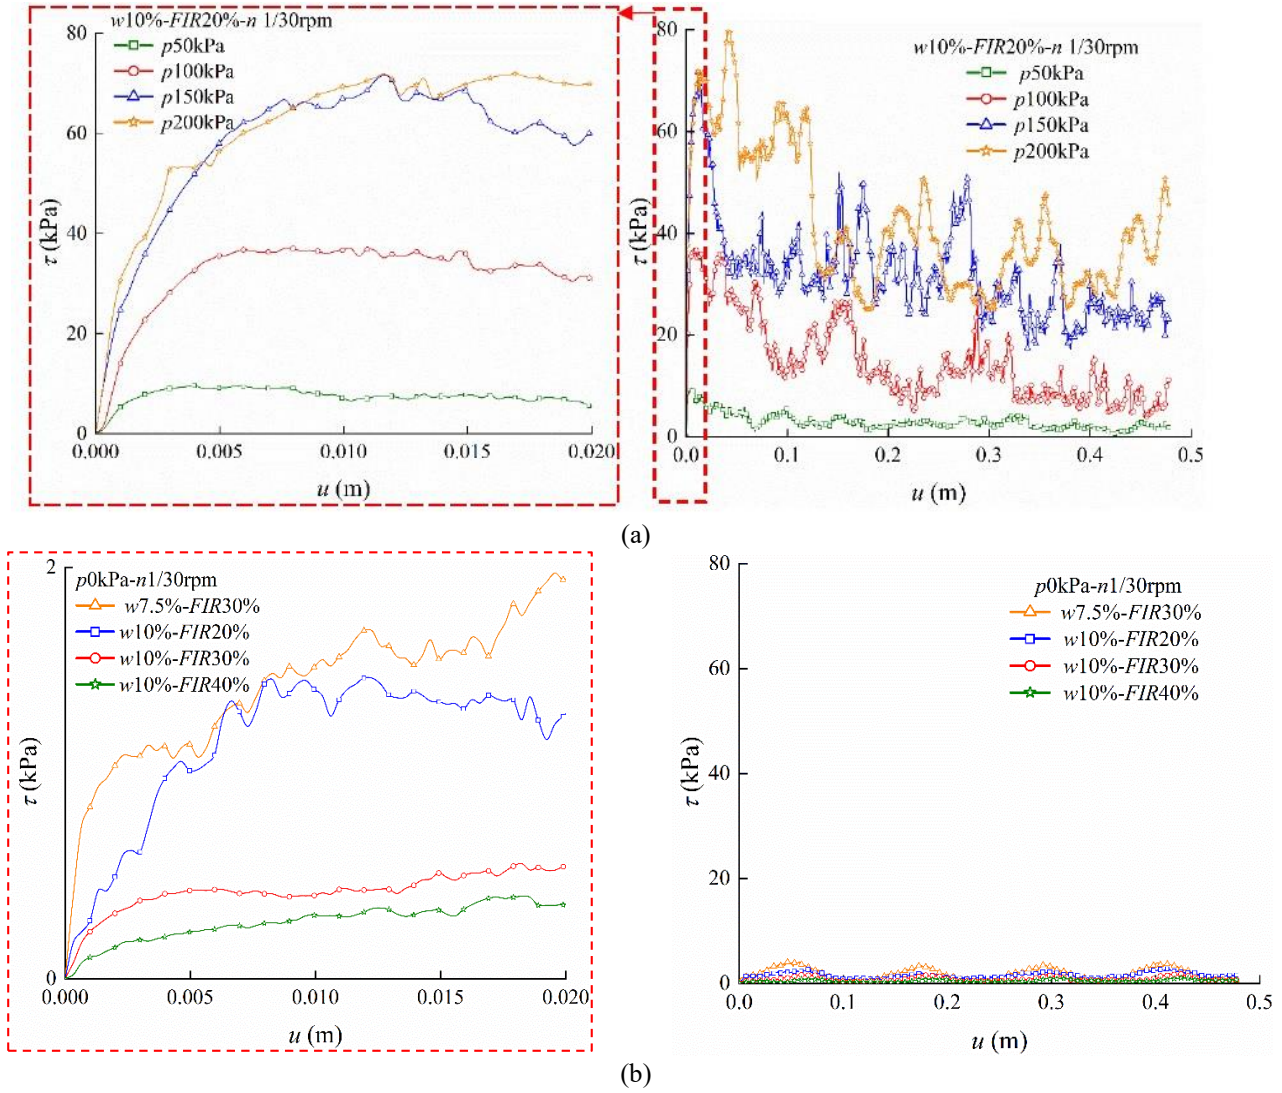 w10%-FIR20%-n 1/30rpm
p50kPa
p100kPa
p150kPa
p200kPa
80
60
40
20
0
τ (kPa)
0.000 0.005 0.010 0.015 0.020
u (m)
w10%-FIR20%-n 1/30rpm
p50kPa
p100kPa
p150kPa
p200kPa
80
60
40
20
0
τ (kPa)
0.0 0.1 0.2 0.3 0.4 0.5
u (m)
(a)
p0kPa-n1/30rpm
w7.5%-FIR30%
w10%-FIR20%
w10%-FIR30%
w10%-FIR40%
2
0
τ (kPa)
0.000 0.005 0.010 0.015 0.020
u (m)
p0kPa-n1/30rpm
w7.5%-FIR30%
w10%-FIR20%
w10%-FIR30%
w10%-FIR40%
80
60
40
20
0
τ (kPa)
0.0 0.1 0.2 0.3 0.4 0.5
u (m)
(b)